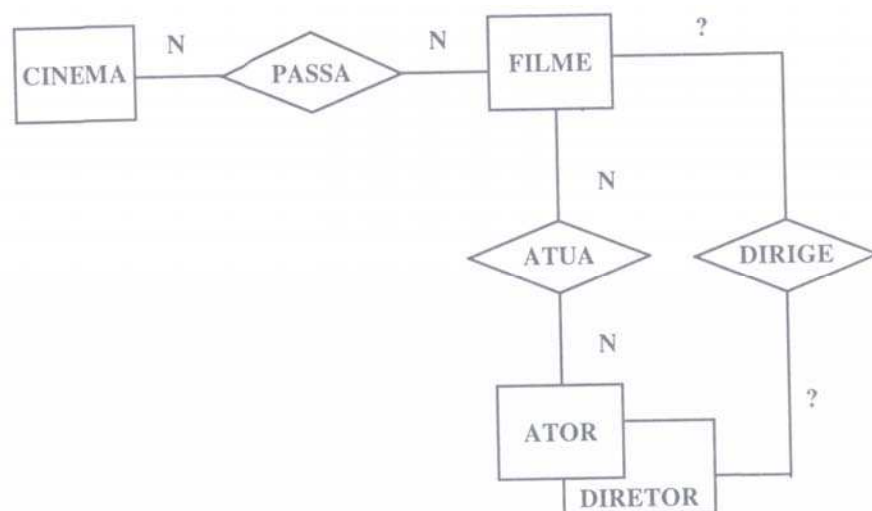 N
N
?
CINEMA
PASSA
FILME
N
ATUA
DIRIGE
N
?
ATOR
DIRETOR